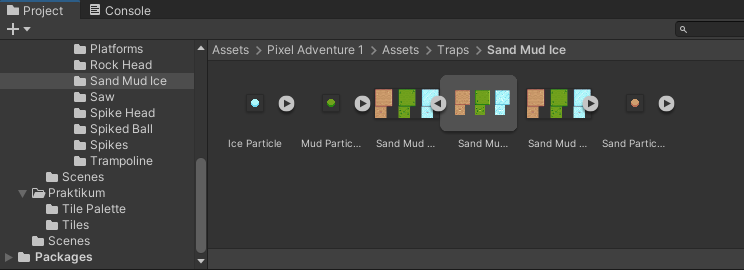 Project
Console
Platforms
Rock Head
Sand Mud Ice
Saw
Spike Head
Spiked Ball
Spikes
Trampoline
Scenes
Praktikum
Tile Palette
Tiles
Scenes
Packages
Assets > Pixel Adventure 1 > Assets > Traps > Sand Mud Ice
Ice Particle
Mud Partic...
Sand Mud ...
Sand Mu...
Sand Mud ...
Sand Partic...